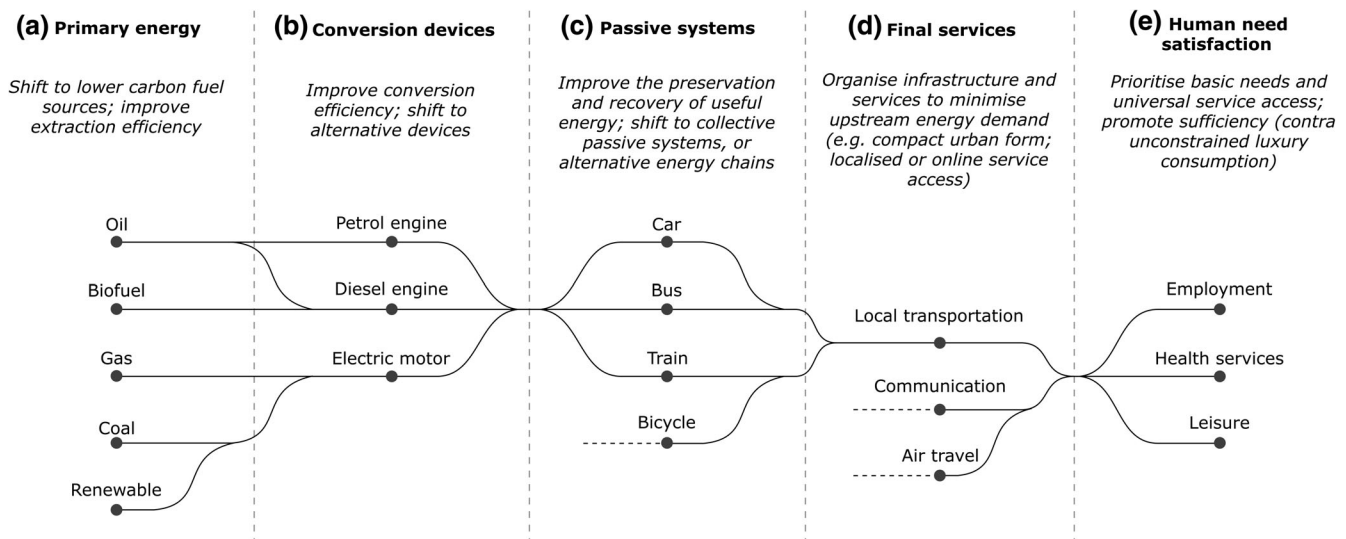 (a) Primary energy
Shift to lower carbon fuel
sources; improve
extraction efficiency
Oil
Biofuel
Gas
Coal
Renewable
(b) Conversion devices
Improve conversion
efficiency; shift to
alternative devices
Petrol engine
Diesel engine
Electric motor
(c) Passive systems
Improve the preservation
and recovery of useful
energy; shift to collective
passive systems, or
alternative energy chains
Car
Bus
Train
Bicycle
(d) Final services
Organise infrastructure and
services to minimise
upstream energy demand
(e.g. compact urban form;
localised or online service
access)
Local transportation
Communication
Air travel
(e) Human need
satisfaction
Prioritise basic needs and
universal service access;
promote sufficiency (contra
unconstrained luxury
consumption)
Employment
Health services
Leisure